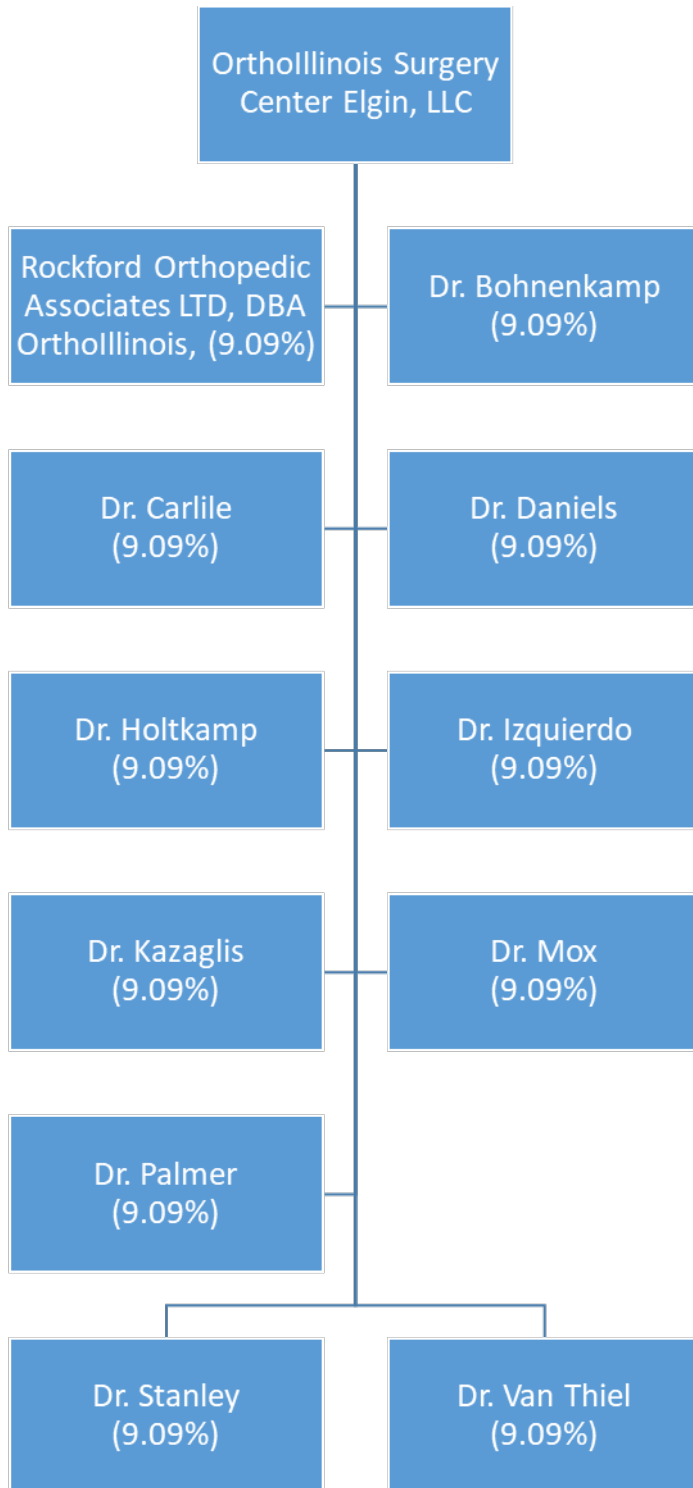 OrthoIllinois Surgery
Center Elgin, LLC
Rockford Orthopedic
Associates LTD, DBA
OrthoIllinois, (9.09%)
Dr. Bohnenkamp
(9.09%)
Dr. Carlile
(9.09%)
Dr. Daniels
(9.09%)
Dr. Holtkamp
(9.09%)
Dr. Izquierdo
(9.09%)
Dr. Kazaglis
(9.09%)
Dr. Mox
(9.09%)
Dr. Palmer
(9.09%)
Dr. Stanley
(9.09%)
Dr. Van Thiel
(9.09%)